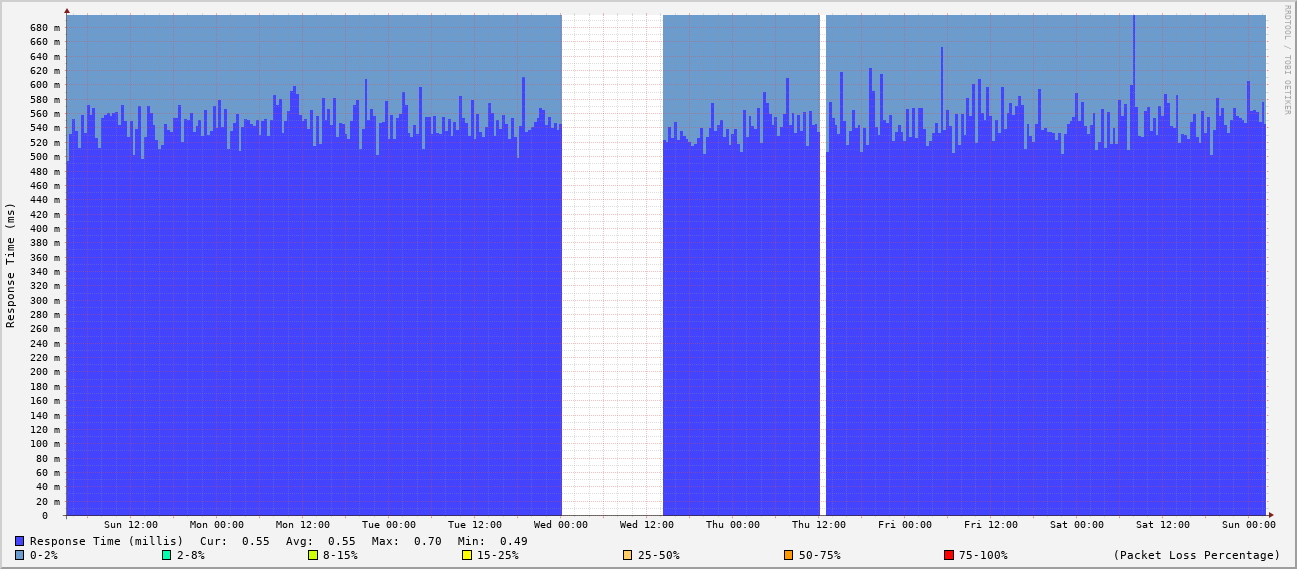 RRDTOOL / TOBI OETIKER
Response Time (ms)
680 m
660 m
640 m
620 m
600 m
580 m
560 m
540 m
520 m
500 m
480 m
460 m
440 m
420 m
400 m
380 m
360 m
340 m
320 m
300 m
280 m
260 m
240 m
220 m
200 m
180 m
160 m
140 m
120 m
100 m
80 m
60 m
40 m
20 m
0
Sun 12:00 Mon 00:00 Mon 12:00 Tue 00:00 Tue 12:00 Wed 00:00 Wed 12:00 Thu 00:00 Thu 12:00 Fri 00:00 Fri 12:00 Sat 00:00 Sat 12:00 Sun 00:00
Response Time (millis) Cur: 0.55 Avg: 0.55 Max: 0.70 Min: 0.49
0-2% 2-8% 8-15% 15-25% 25-50% 50-75% 75-100% (Packet Loss Percentage)